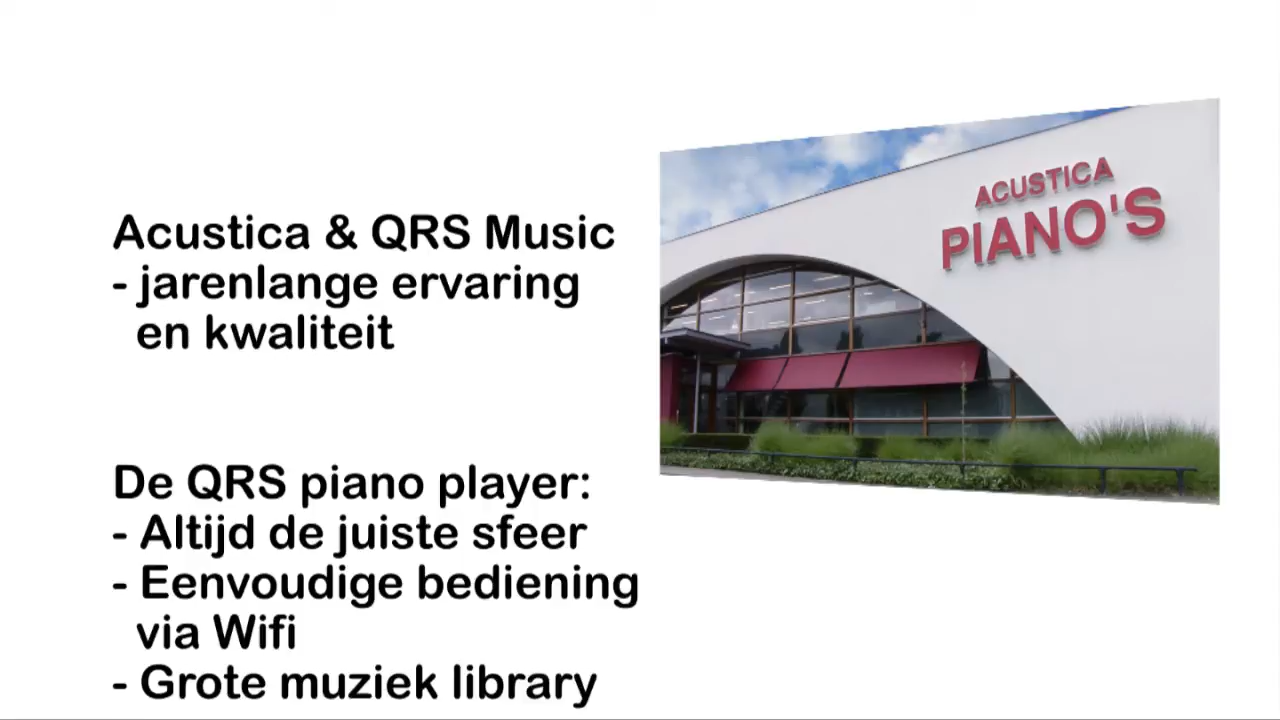 Acustica & QRS Music
- jarenlange ervaring
en kwaliteit
De QRS piano player:
- Altijd de juiste sfeer
- Eenvoudige bediening
via Wifi
- Grote muziek library
ACUSTICA
PIANO'S